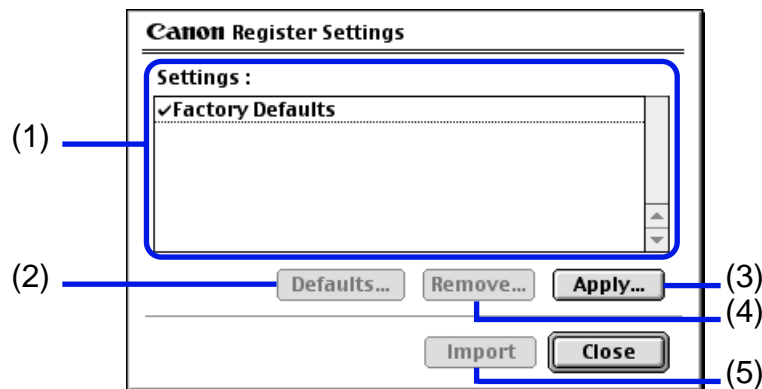 Canon Register Settings
Settings :
✓Factory Defaults
(1)
(2)
Defaults...
Remove...
Apply...
(3)
(4)
Import
Close
(5)